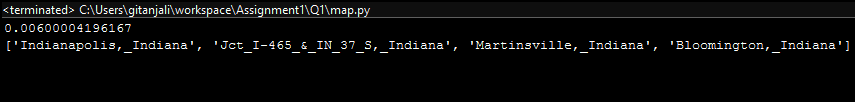 <terminated> C:\Users\gitanjali\workspace\Assignment1\Q1\map.py
0.00600004196167
['Indianapolis,_Indiana', 'Jct_I-465_&_IN_37_S,_Indiana', 'Martinsville,_Indiana', 'Bloomington,_Indiana']